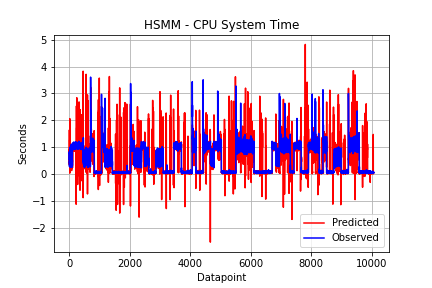 HSMM - CPU System Time
Seconds
5
4
3
2
1
0
−1
−2
0 2000 4000 6000 8000 10000
Datapoint
Predicted
Observed